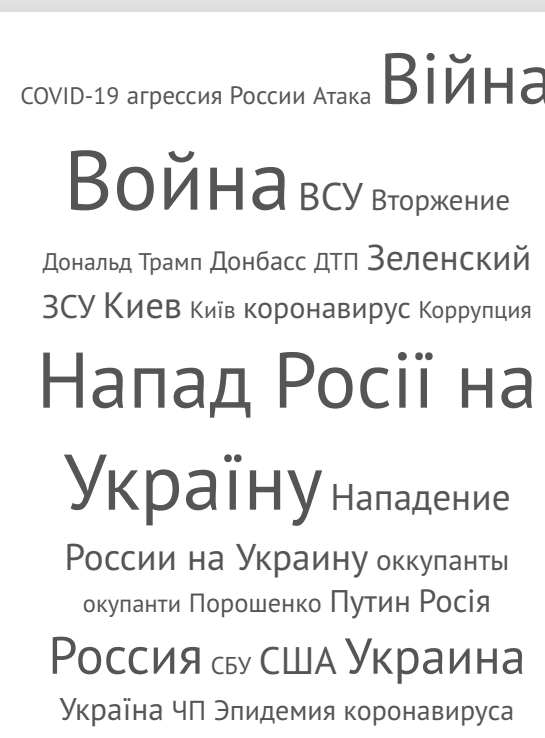 COVID-19 агрессия России Атака Війна
Война ВСУ Вторжение
Дональд Трамп Донбасс ДТП Зеленский
ЗСУ Киев Київ коронавирус Коррупция
Напад Росії на
Україну Нападение
России на Украину оккупанты
окупанти Порошенко Путин Росія
Россия СБУ США Украина
Україна ЧП Эпидемия коронавируса